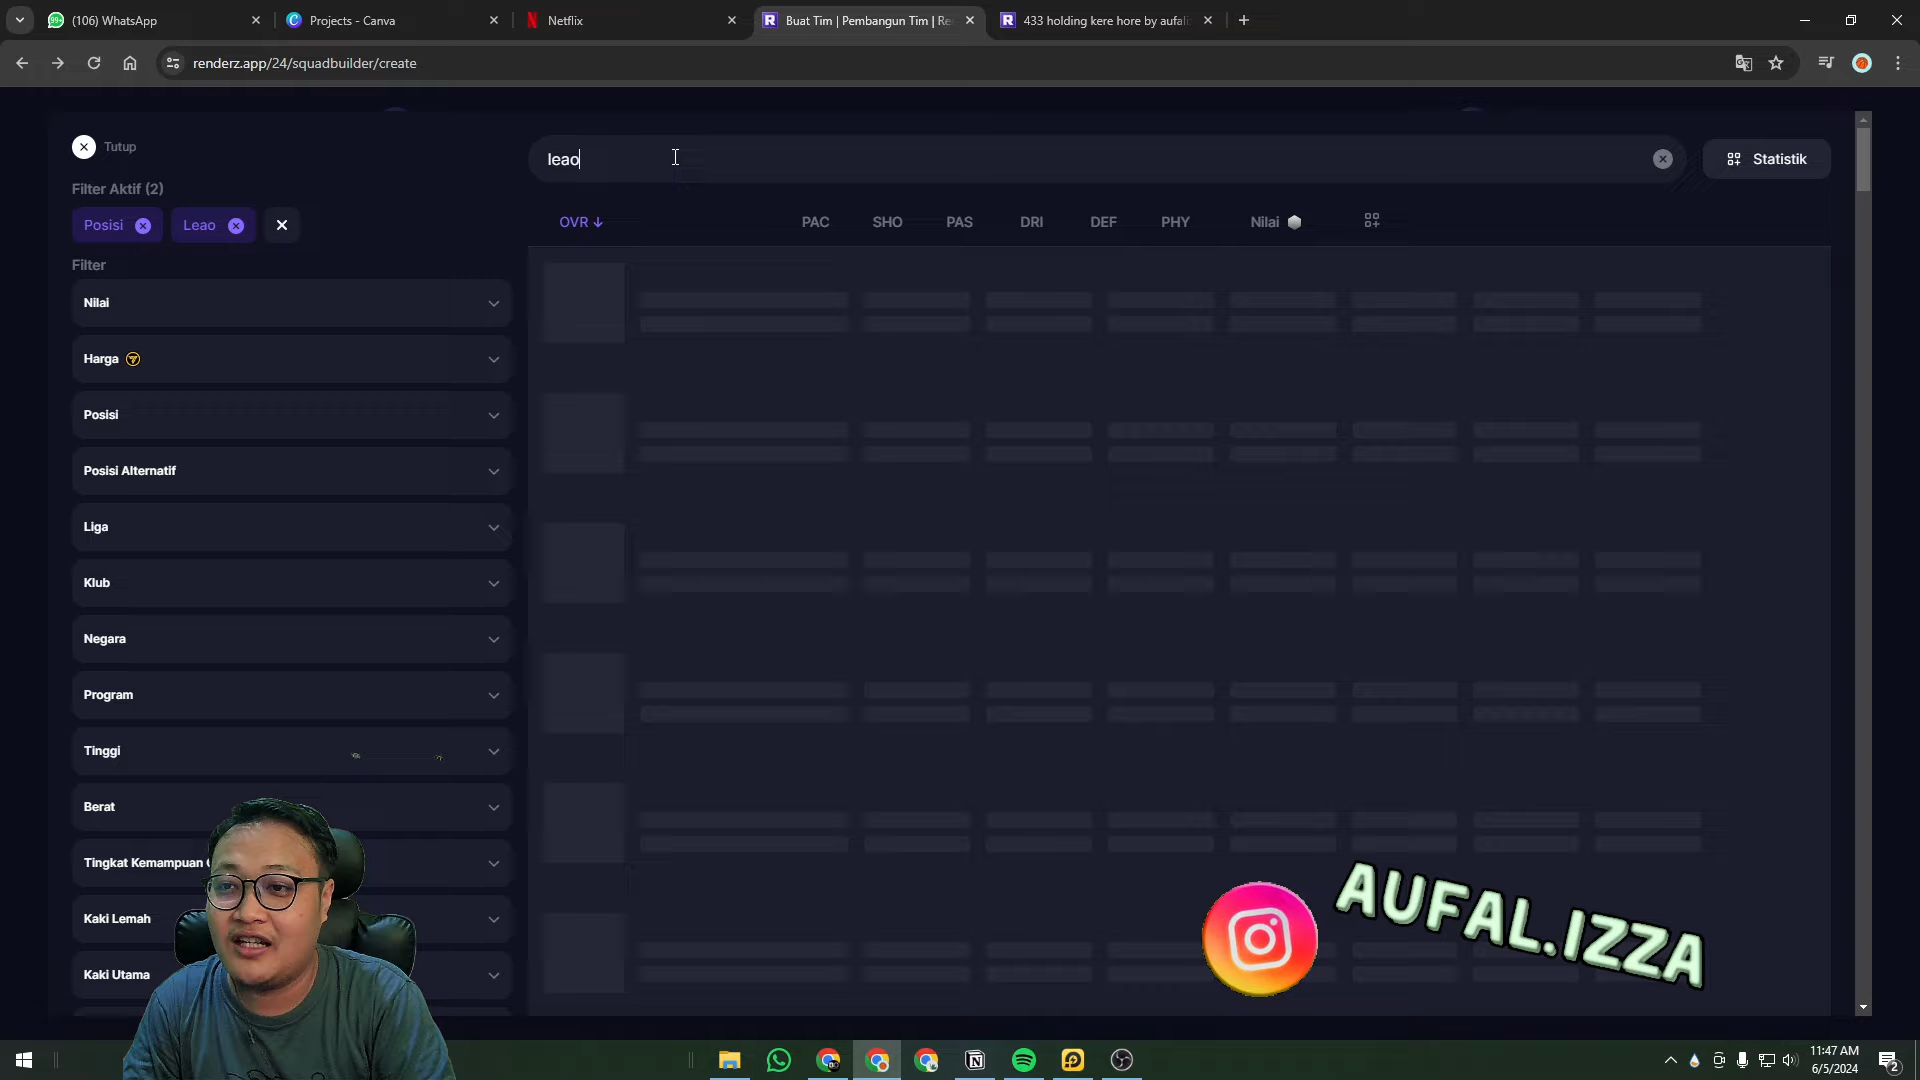 (106) WhatsApp
Projects - Canva
Netflix
Buat Tim | Pembangun Tim | Re
433 holding kere hore by aufal
renderz.app/24/squadbuilder/create
Tutup
leao
Statistik
Filter Aktif (2)
Posisi
Leao
OVR
PAC
SHO
PAS
DRI
DEF
PHY
Nilai
Filter
Nilai
Harga
Posisi
Posisi Alternatif
Liga
Klub
Negara
Program
Tinggi
Berat
Tingkat Kemampuan
Kaki Lemah
Kaki Utama
AUFAL.IZZA
11:47 AM
6/5/2024
2